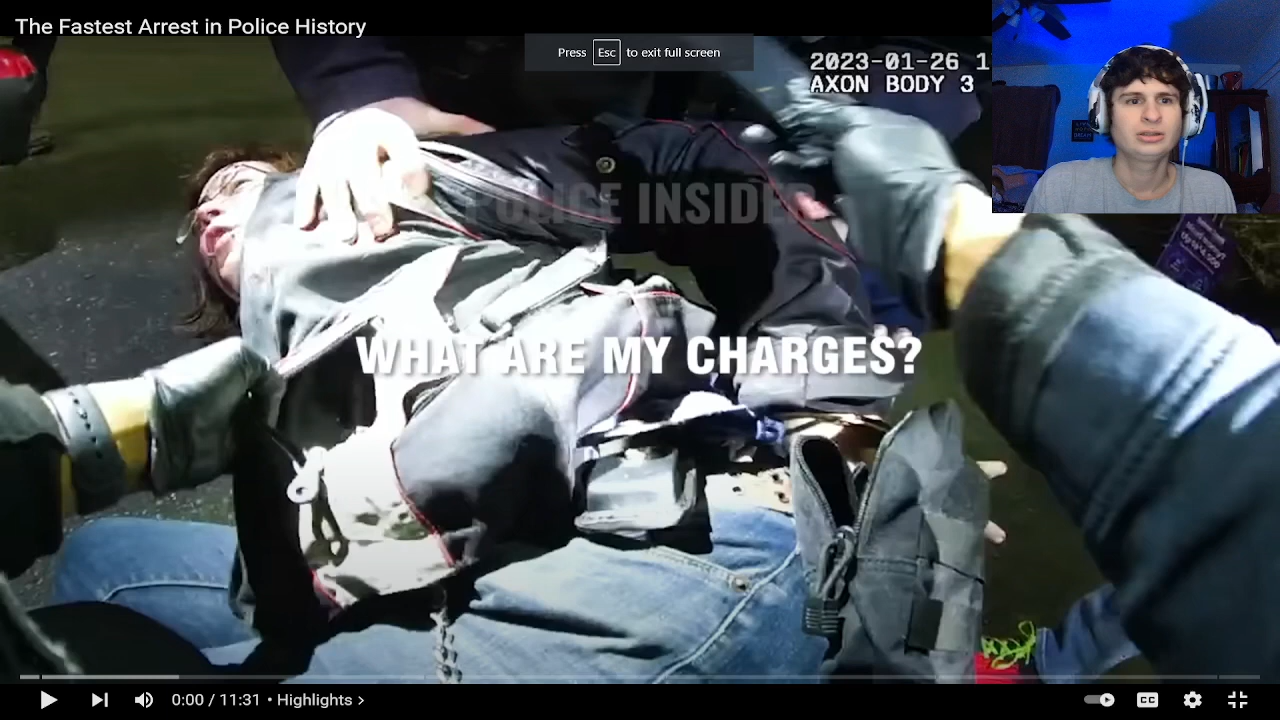 The Fastest Arrest in Police History
Press Esc to exit full screen
2023-01-26 1
AXON BODY 3
POLICE INSIDER
WHAT ARE MY CHARGES?
0:00 / 11:31 • Highlights >
CC